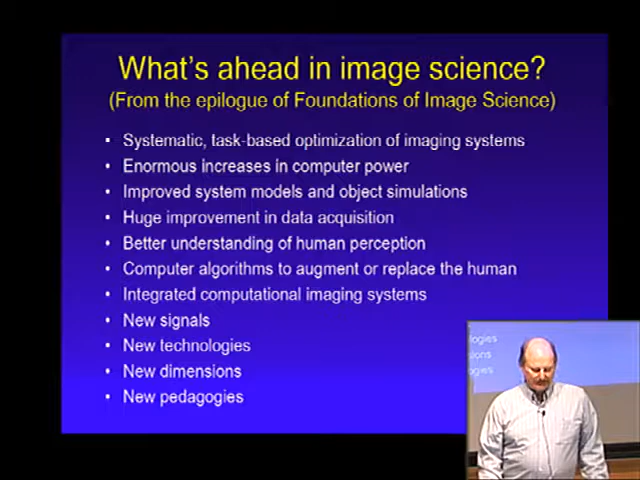 What's ahead in image science?
(From the epilogue of Foundations of Image Science)
• Systematic, task-based optimization of imaging systems
• Enormous increases in computer power
• Improved system models and object simulations
• Huge improvement in data acquisition
• Better understanding of human perception
• Computer algorithms to augment or replace the human
• Integrated computational imaging systems
• New signals
• New technologies
• New dimensions
• New pedagogies